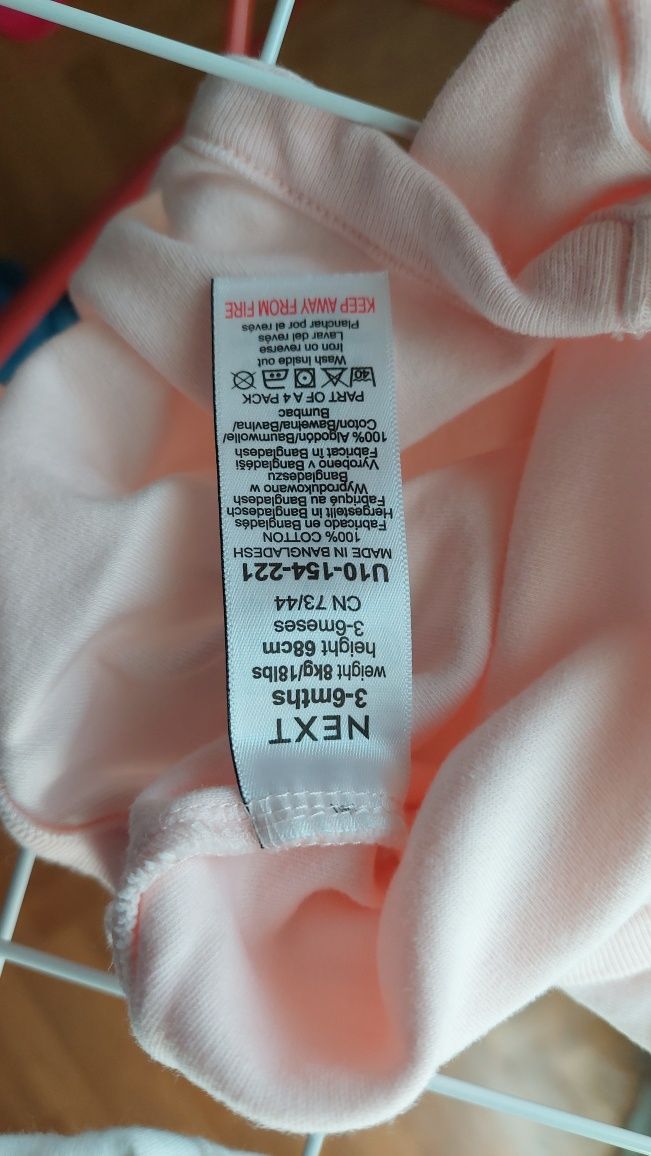 NEXT
3-6mths
weight 8kg/18lbs
height 68cm
3-6meses
CN 73/44
U10-154-221
MADE IN BANGLADESH
100% COTTON
Fabricado en Bangladés
Hergestellt in Bangladesch
Fabriqué au Bangladesh
Wyprodukowano w
Bangladeszu
Vyrobeno v Bangladéši
Fabricat în Bangladesh
100% Algodón/Baumwolle/
Coton/Bawełna/Bavlna/
Bumbac
PART OF A 4 PACK
40
Wash inside out
Iron on reverse
Lavar del revés
Planchar por el revés
KEEP AWAY FROM FIRE